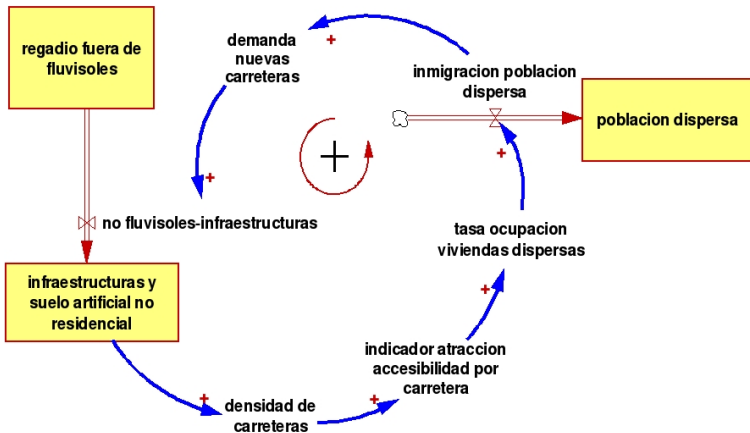 regadio fuera de
fluvisoles
demanda
nuevas
carreteras
inmigracion poblacion
dispersa
poblacion dispersa
no fluvisoles-infraestructuras
tasa ocupacion
viviendas dispersas
infraestructuras y
suelo artificial no
residencial
indicador atraccion
accesibilidad por
carretera
densidad de
carreteras